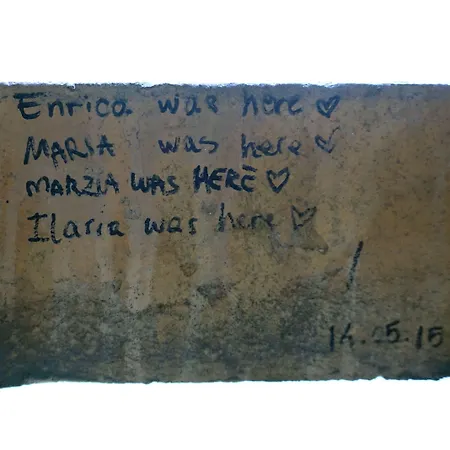 Enrica was here ♡
MARIA was here ♡
MARZIA WAS HERE ♡
Ilaria was here ♡
14.05.15